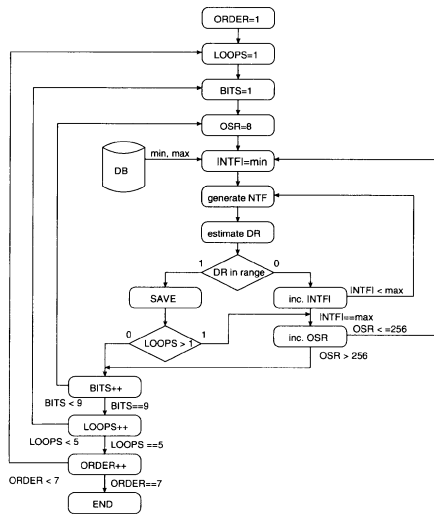 ORDER=1
LOOPS=1
BITS=1
OSR=8
min, max
DB
INTFI=min
generate NTF
estimate DR
1
DR in range
0
SAVE
inc. INTFI
INTFI < max
INTFI==max
0
LOOPS > 1
1
inc. OSR
OSR <=256
OSR > 256
BITS++
BITS < 9
BITS==9
LOOPS++
LOOPS < 5
LOOPS ==5
ORDER++
ORDER < 7
ORDER==7
END